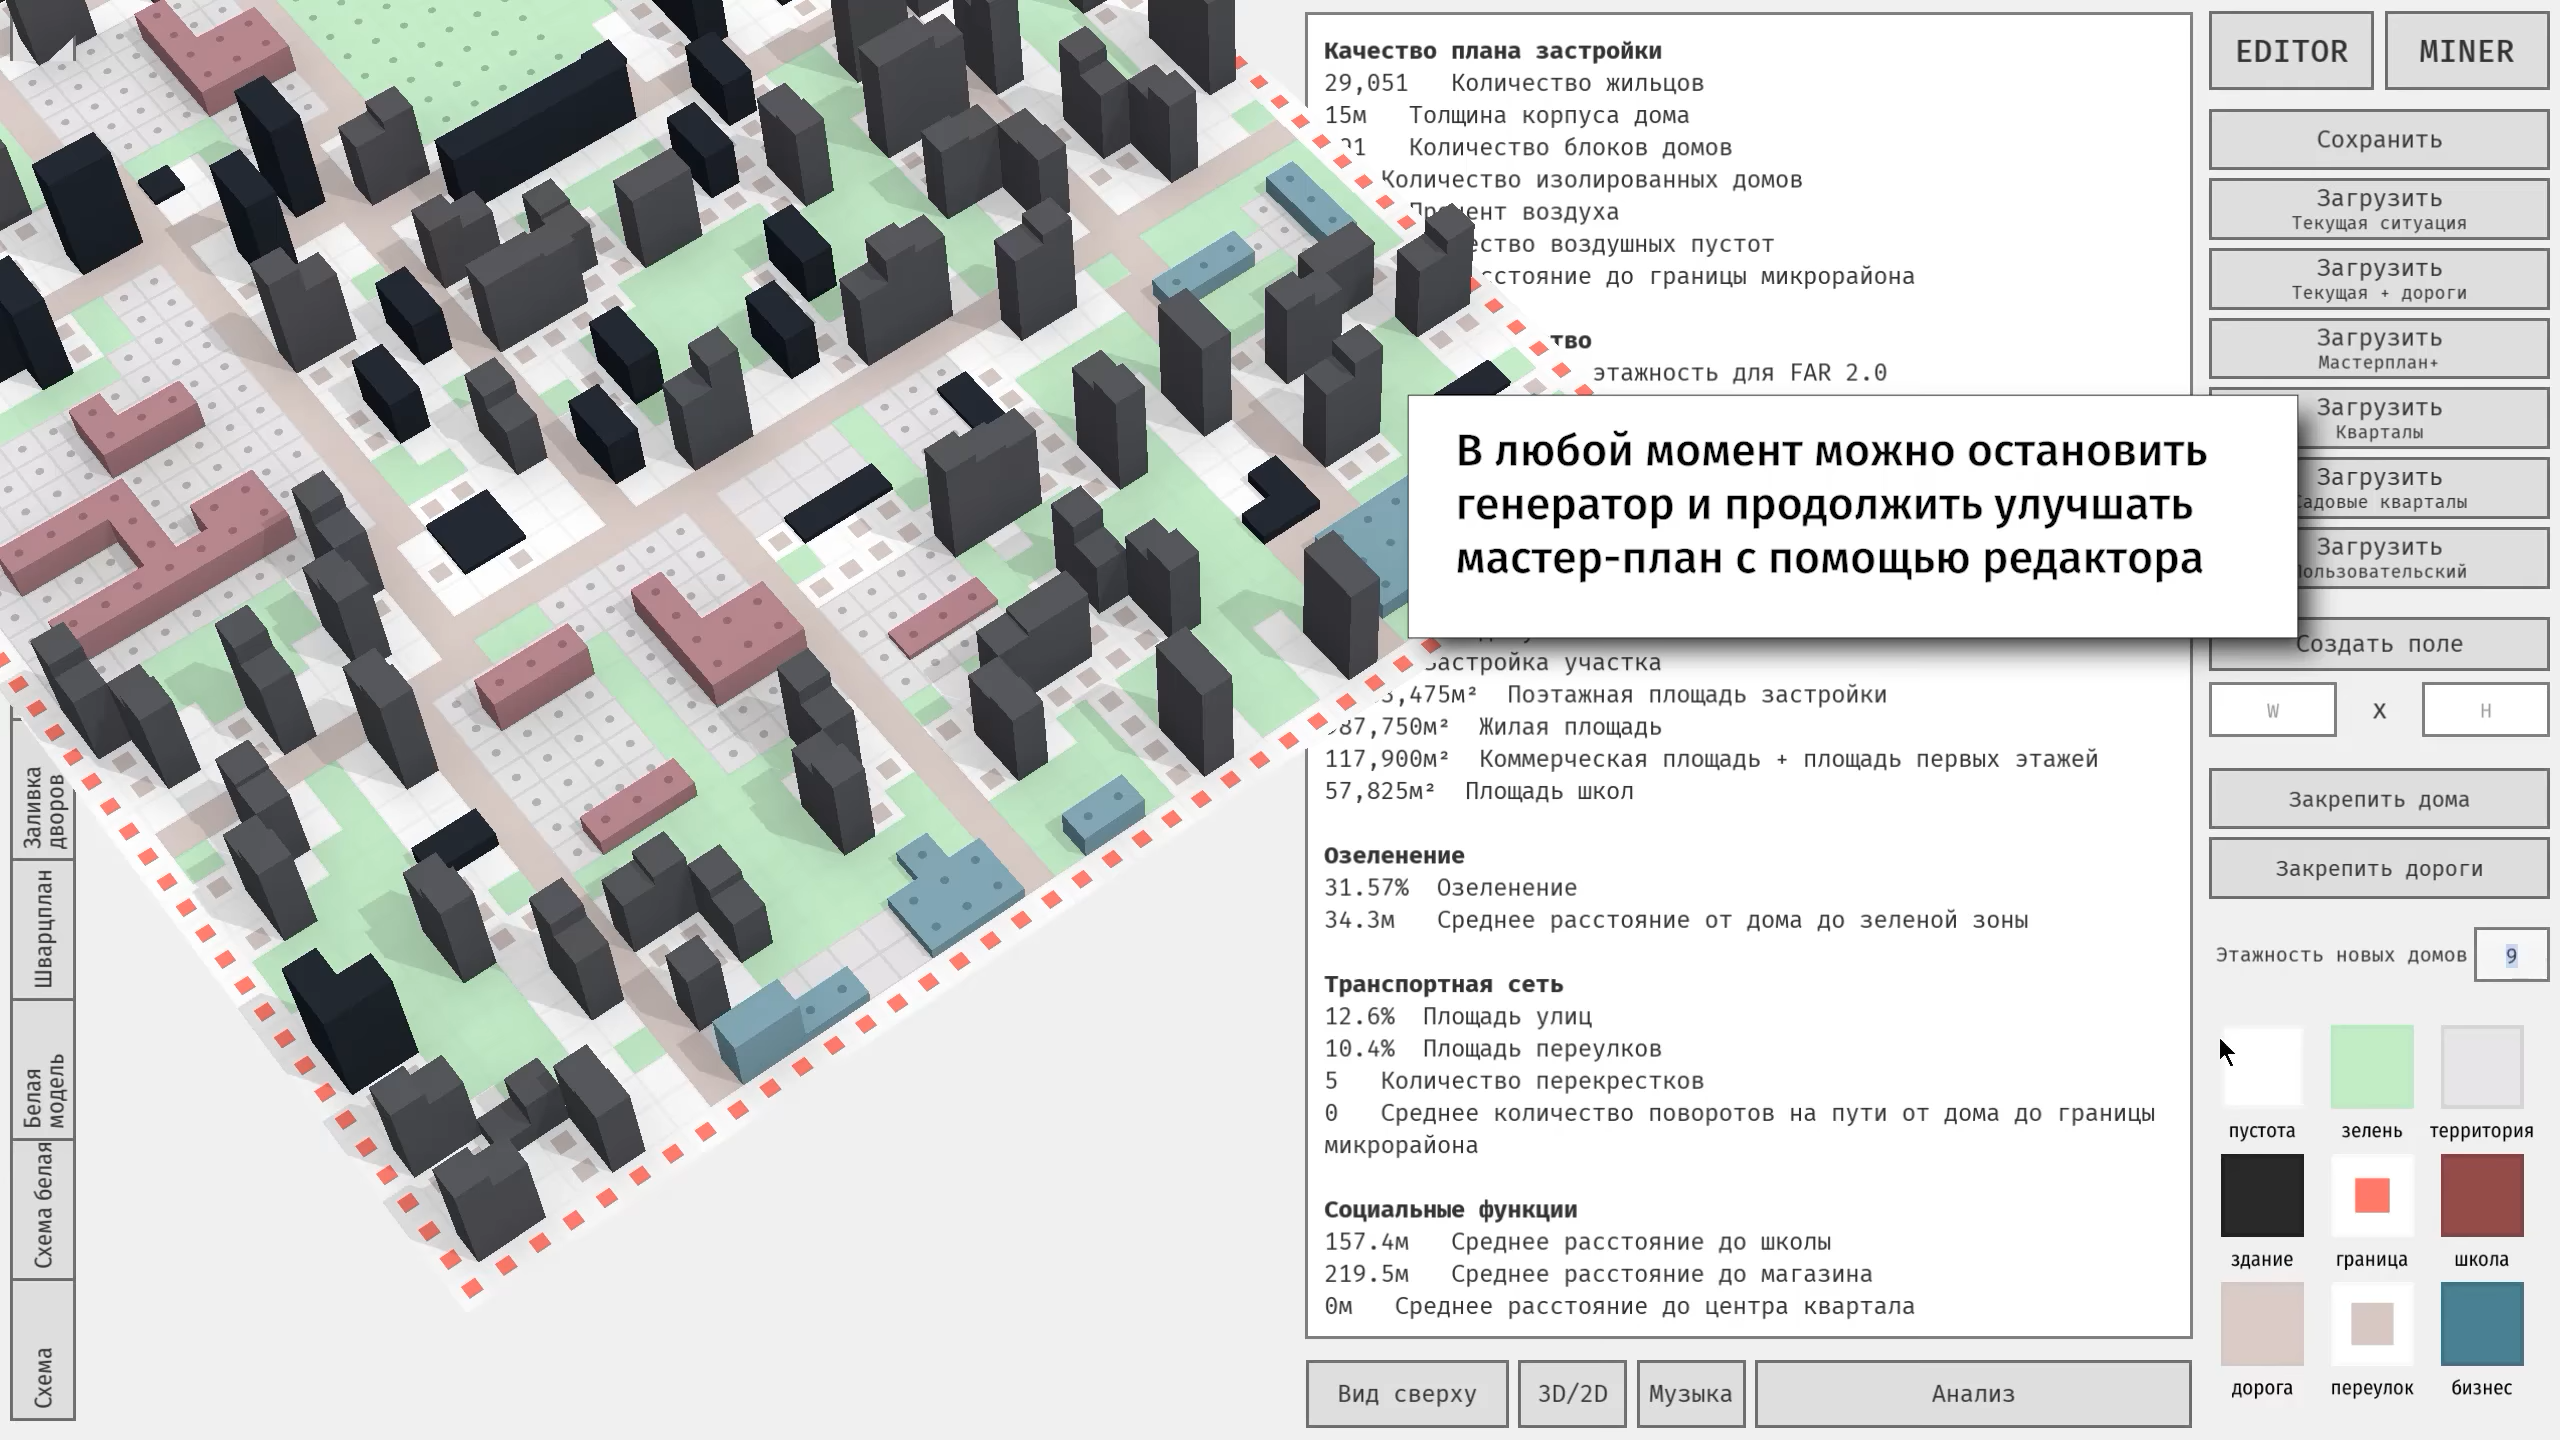 Качество плана застройки
29,051 Количество жильцов
15м Толщина корпуса дома
Количество блоков домов
Количество изолированных домов
воздуха
воздушных пустот
до границы микрорайона
этажность для FAR 2.0
В любой момент можно остановить
генератор и продолжить улучшать
мастер-план с помощью редактора
Застройка участка
Поэтажная площадь застройки
Жилая площадь
117,900м² Коммерческая площадь + площадь первых этажей
57,825м² Площадь школ
Озеленение
31.57% Озеленение
34.3м Среднее расстояние от дома до зеленой зоны
Транспортная сеть
12.6% Площадь улиц
10.4% Площадь переулков
5 Количество перекрестков
0 Среднее количество поворотов на пути от дома до границы
микрорайона
Социальные функции
157.4м Среднее расстояние до школы
219.5м Среднее расстояние до магазина
0м Среднее расстояние до центра квартала
Вид сверху
3D/2D
Музыка
Анализ
EDITOR
MINER
Сохранить
Загрузить
Текущая ситуация
Загрузить
Текущая + дороги
Загрузить
Мастерплан+
Загрузить
Кварталы
Загрузить
кварталы
Загрузить
Создать поле
W X H
Закрепить дома
Закрепить дороги
Этажность новых домов 9
пустота
зелень
территория
здание
граница
школа
дорога
переулок
бизнес
Заливка
дворов
Шварцплан
Белая
модель
Схема белая
Схема